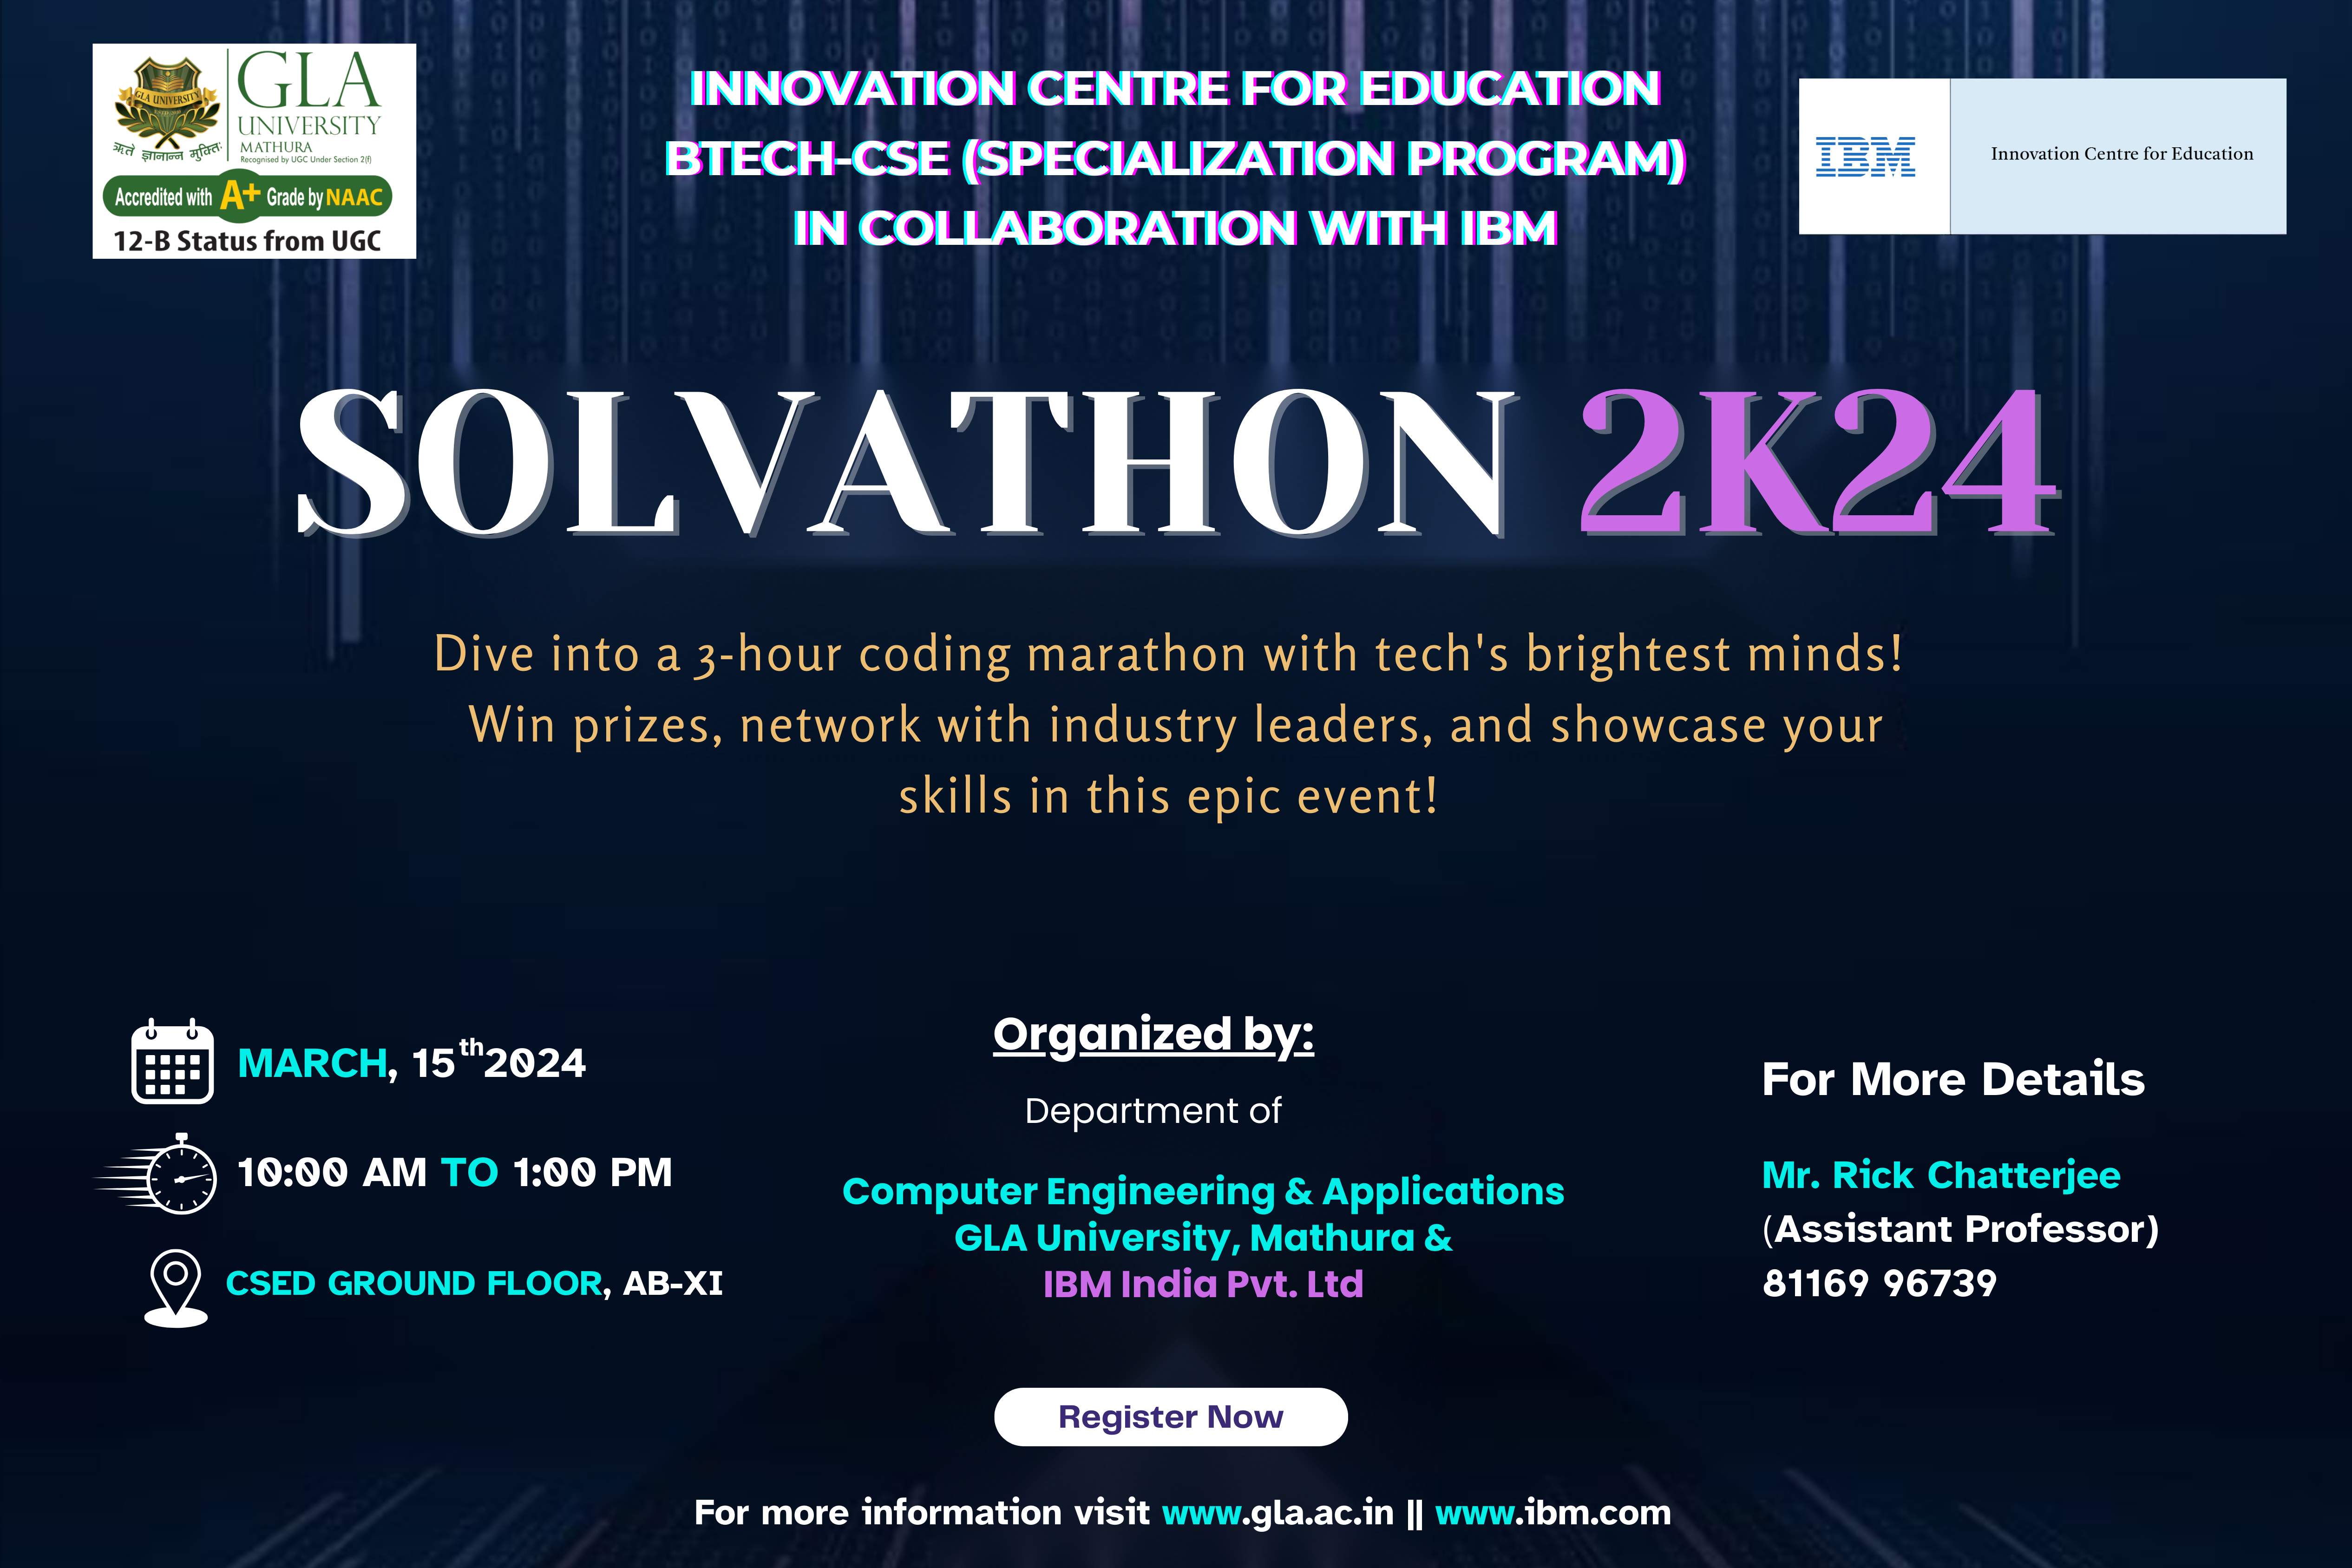 GLA UNIVERSITY
ऋते ज्ञानान्न मुक्तिः
GLA
UNIVERSITY
MATHURA
Recognised by UGC Under Section 2(f)
Accredited with A+ Grade by NAAC
12-B Status from UGC
INNOVATION CENTRE FOR EDUCATION
BTECH-CSE (SPECIALIZATION PROGRAM)
IN COLLABORATION WITH IBM
IBM
Innovation Centre for Education
SOLVATHON 2K24
Dive into a 3-hour coding marathon with tech's brightest minds!
Win prizes, network with industry leaders, and showcase your
skills in this epic event!
MARCH, 15th2024
10:00 AM TO 1:00 PM
CSED GROUND FLOOR, AB-XI
Organized by:
Department of
Computer Engineering & Applications
GLA University, Mathura &
IBM India Pvt. Ltd
For More Details
Mr. Rick Chatterjee
(Assistant Professor)
81169 96739
Register Now
For more information visit www.gla.ac.in || www.ibm.com